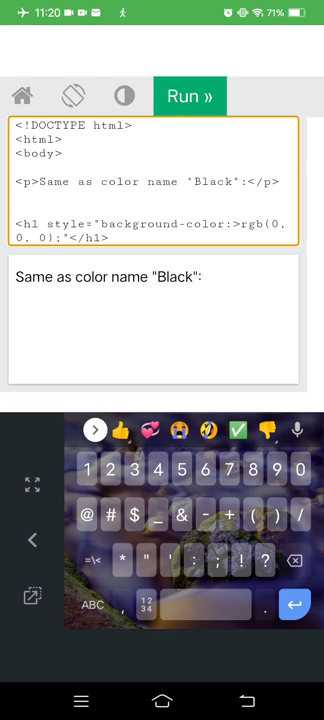 11:20
71%
Run »
<!DOCTYPE html>
<html>
<body>
<p>Same as color name "Black":</p>
<h1 style="background-color:>rgb(0,
0, 0);"</h1>
Same as color name "Black":
1 2 3 4 5 6 7 8 9 0
@ # $ _ & - + ( ) /
=\< * " ' : ; ! ?
ABC , 12 .
34